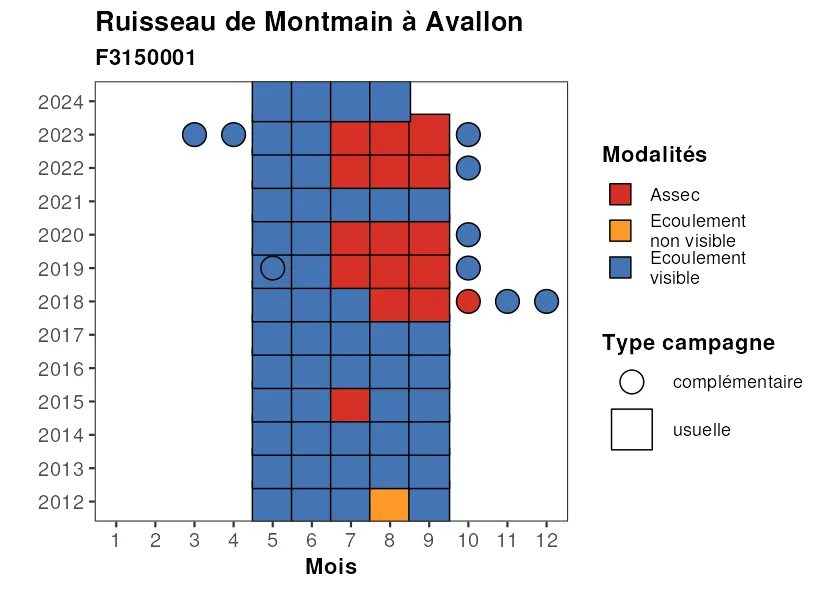 Ruisseau de Montmain à Avallon
F3150001
2024
2023
2022
2021
2020
2019
2018
2017
2016
2015
2014
2013
2012
1 2 3 4 5 6 7 8 9 10 11 12
Mois
Modalités
Assec
Ecoulement
non visible
Ecoulement
visible
Type campagne
complémentaire
usuelle